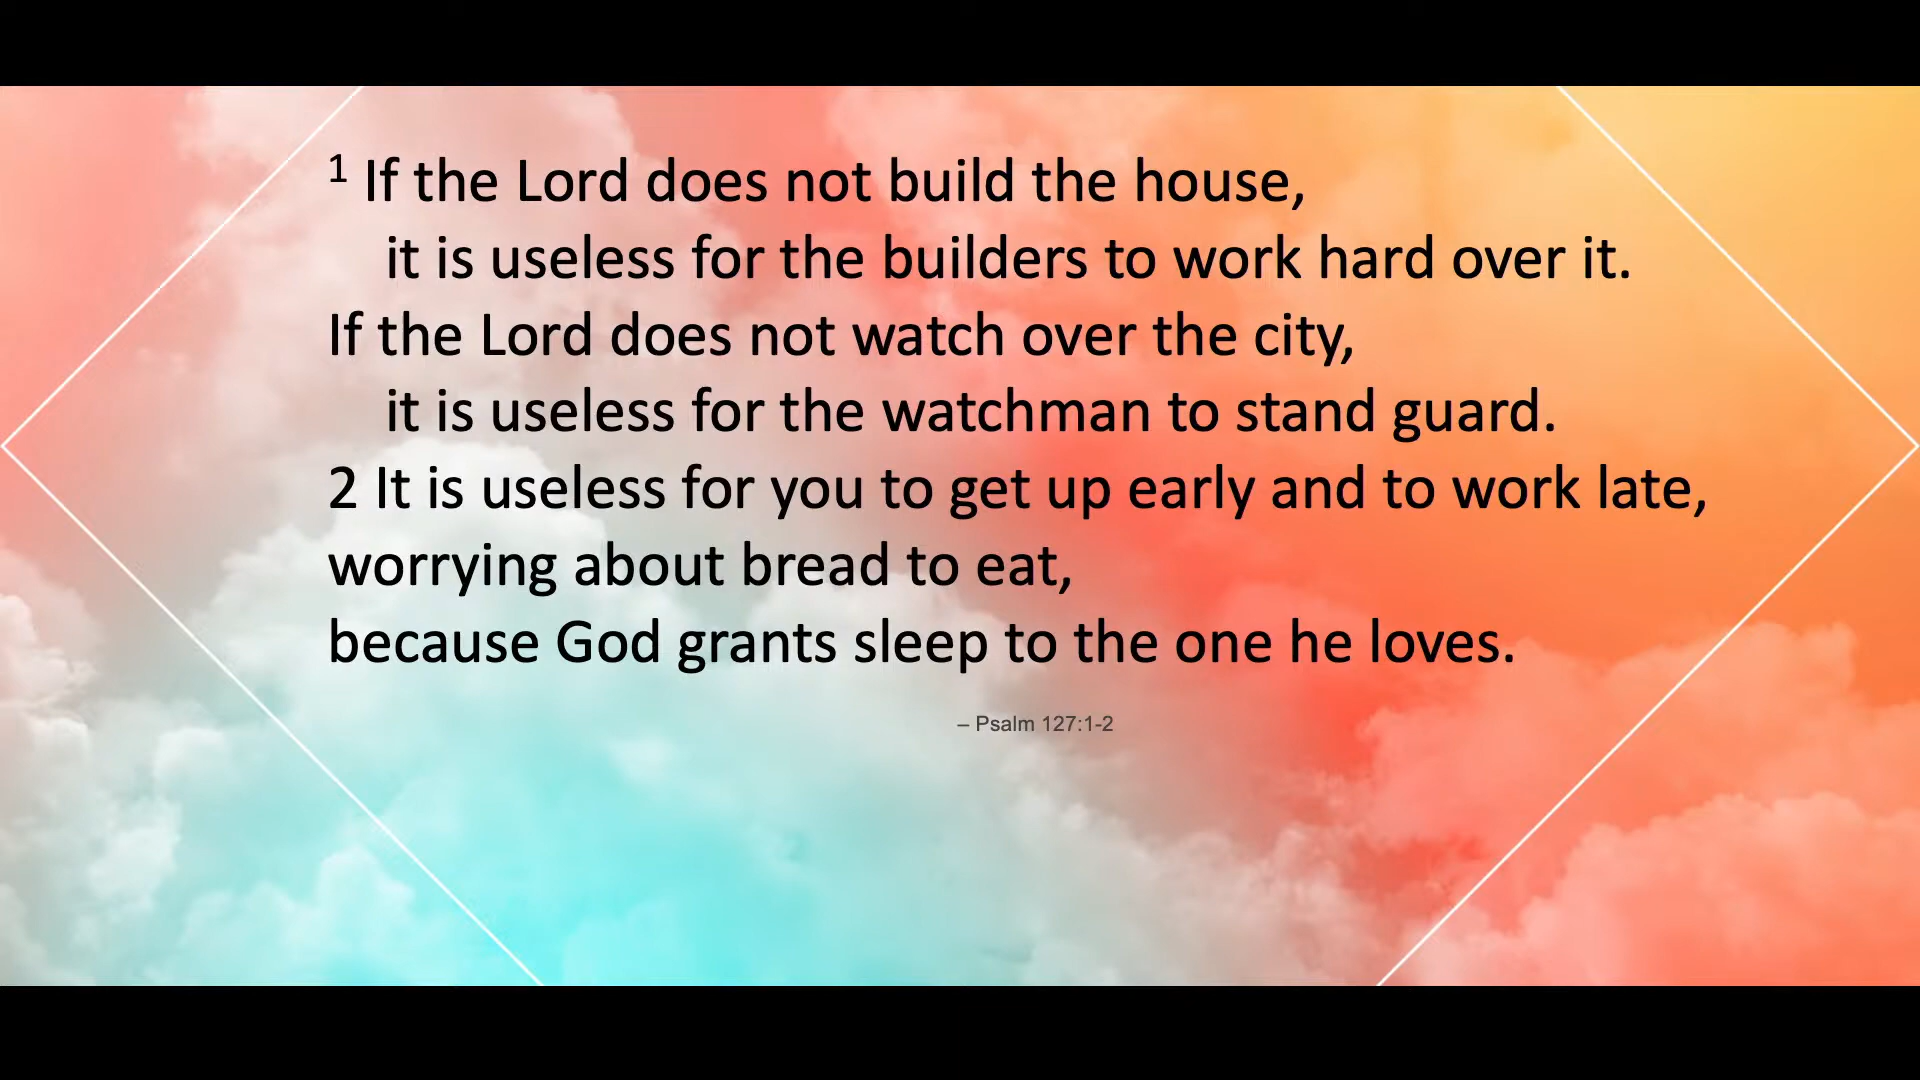 ¹ If the Lord does not build the house,
it is useless for the builders to work hard over it.
If the Lord does not watch over the city,
it is useless for the watchman to stand guard.
2 It is useless for you to get up early and to work late,
worrying about bread to eat,
because God grants sleep to the one he loves.
– Psalm 127:1-2